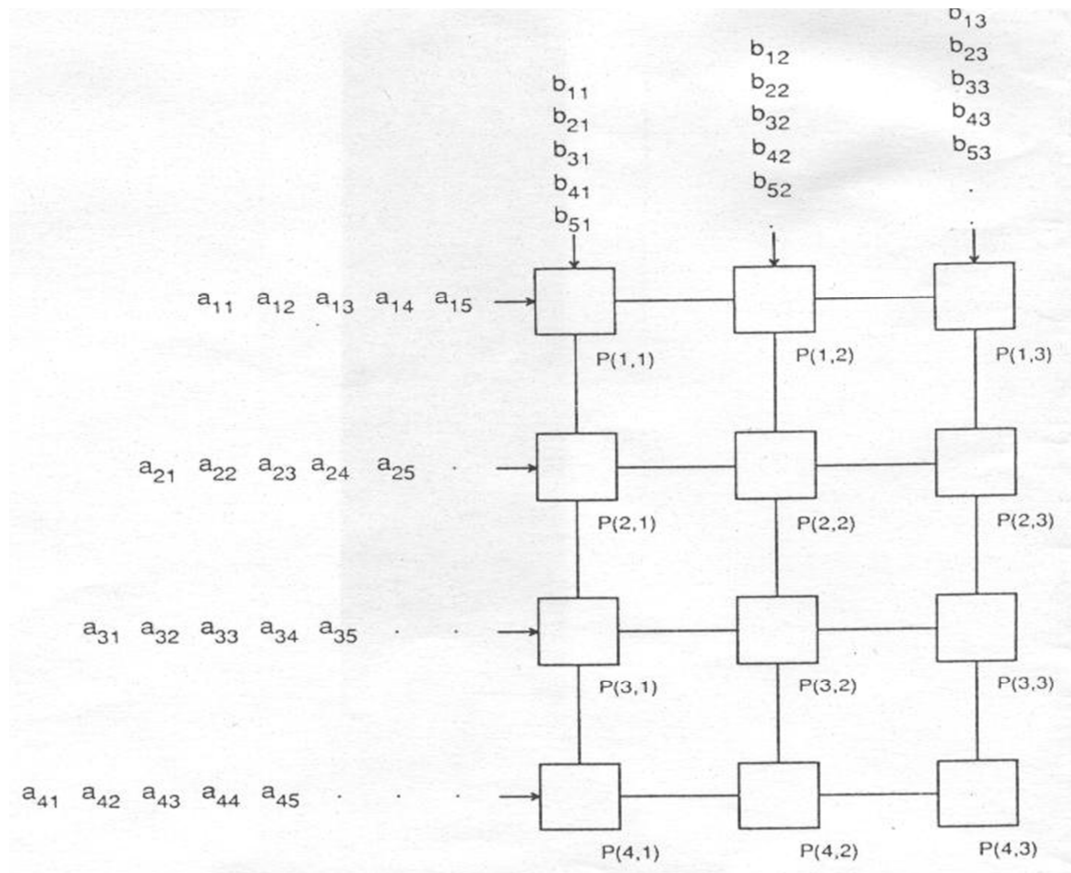 b13
b12 b23
b11 b22 b33
b21 b32 b43
b31 b42 b53
b41 b52 .
b51 . .
a11 a12 a13 a14 a15
P(1,1) P(1,2) P(1,3)
a21 a22 a23 a24 a25 .
P(2,1) P(2,2) P(2,3)
a31 a32 a33 a34 a35 . .
P(3,1) P(3,2) P(3,3)
a41 a42 a43 a44 a45 . . .
P(4,1) P(4,2) P(4,3)